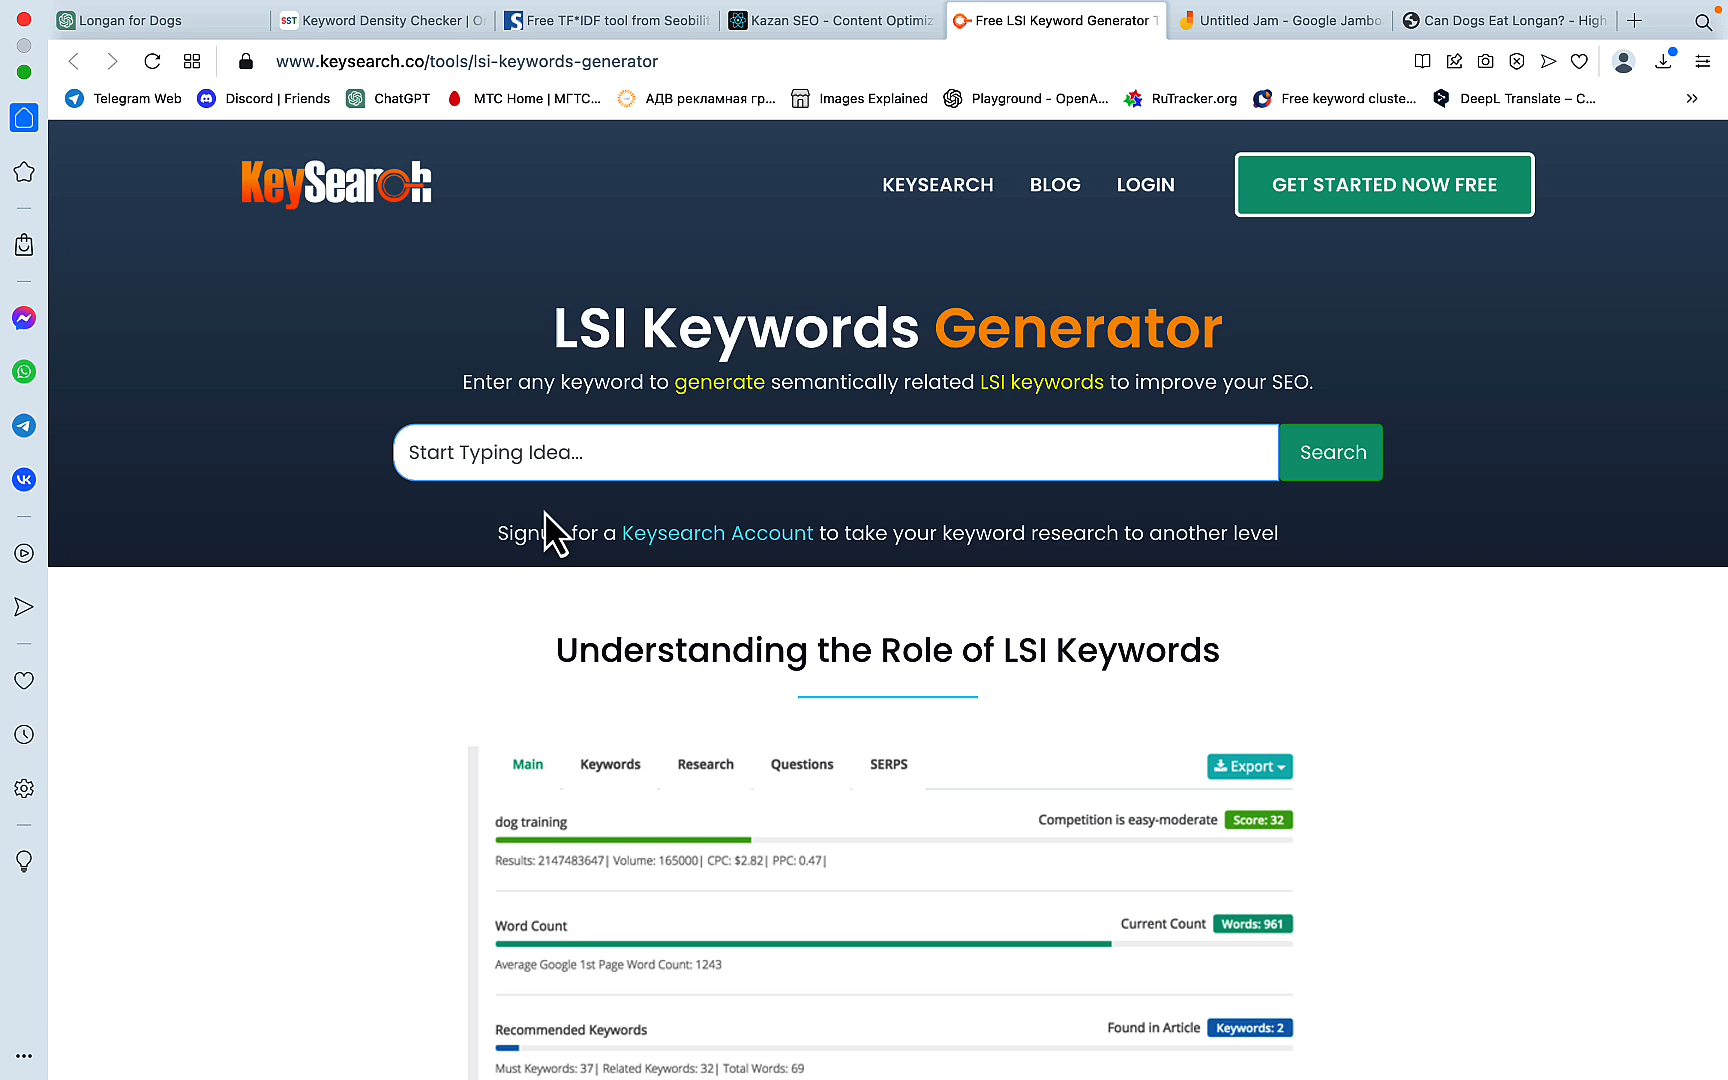 Longan for Dogs
SST Keyword Density Checker | Or
Free TF*IDF tool from Seobilit
Kazan SEO - Content Optimiz
Free LSI Keyword Generator T
Untitled Jam - Google Jambo
Can Dogs Eat Longan? - High
www.keysearch.co/tools/lsi-keywords-generator
Telegram Web
Discord | Friends
ChatGPT
МТС Home | МГТС...
АДВ рекламная гр...
Images Explained
Playground - OpenA...
RuTracker.org
Free keyword cluste...
DeepL Translate – C...
KeySearch
KEYSEARCH
BLOG
LOGIN
GET STARTED NOW FREE
LSI Keywords Generator
Enter any keyword to generate semantically related LSI keywords to improve your SEO.
Start Typing Idea...
Search
Signu for a Keysearch Account to take your keyword research to another level
Understanding the Role of LSI Keywords
Main
Keywords
Research
Questions
SERPS
Export
dog training
Competition is easy-moderate
Score: 32
Results: 2147483647| Volume: 165000| CPC: $2.82| PPC: 0.47|
Word Count
Current Count
Words: 961
Average Google 1st Page Word Count: 1243
Recommended Keywords
Found in Article
Keywords: 2
Must Keywords: 37| Related Keywords: 32| Total Words: 69